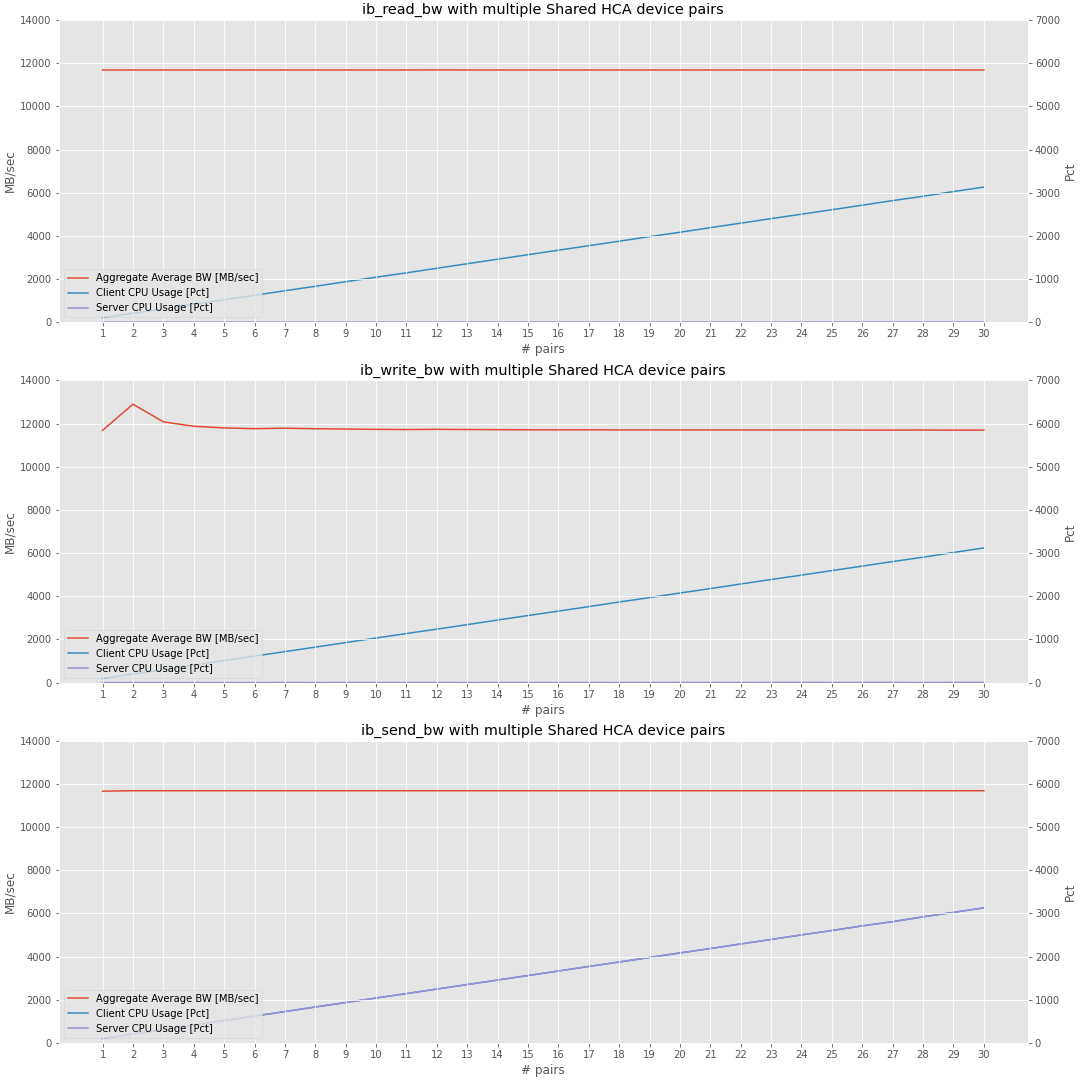 ib_read_bw with multiple Shared HCA device pairs
14000 7000
12000 6000
10000 5000
8000 4000
6000 3000
4000 2000
2000 1000
0 0
MB/sec
Pct
Aggregate Average BW [MB/sec]
Client CPU Usage [Pct]
Server CPU Usage [Pct]
1 2 3 4 5 6 7 8 9 10 11 12 13 14 15 16 17 18 19 20 21 22 23 24 25 26 27 28 29 30
# pairs
ib_write_bw with multiple Shared HCA device pairs
14000 7000
12000 6000
10000 5000
8000 4000
6000 3000
4000 2000
2000 1000
0 0
MB/sec
Pct
Aggregate Average BW [MB/sec]
Client CPU Usage [Pct]
Server CPU Usage [Pct]
1 2 3 4 5 6 7 8 9 10 11 12 13 14 15 16 17 18 19 20 21 22 23 24 25 26 27 28 29 30
# pairs
ib_send_bw with multiple Shared HCA device pairs
14000 7000
12000 6000
10000 5000
8000 4000
6000 3000
4000 2000
2000 1000
0 0
MB/sec
Pct
Aggregate Average BW [MB/sec]
Client CPU Usage [Pct]
Server CPU Usage [Pct]
1 2 3 4 5 6 7 8 9 10 11 12 13 14 15 16 17 18 19 20 21 22 23 24 25 26 27 28 29 30
# pairs